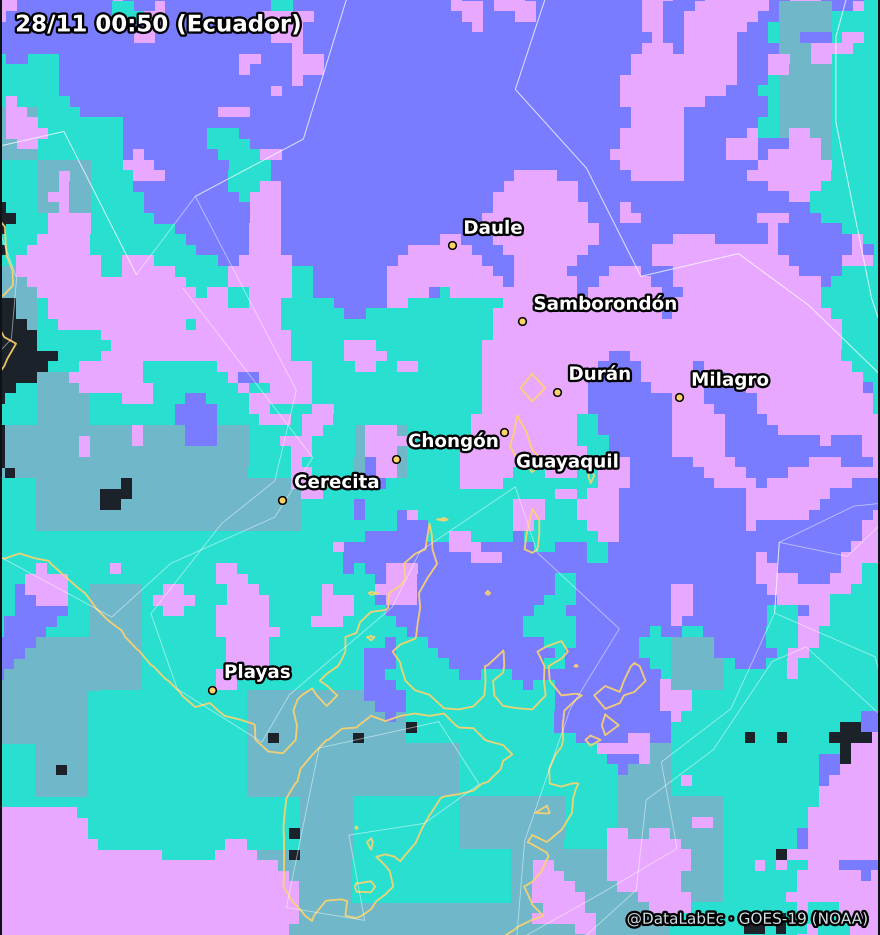 28/11 00:50 (Ecuador)
Daule
Samborondón
Durán
Milagro
Chongón
Guayaquil
Cerecita
Playas
@DataLabEc · GOES-19 (NOAA)